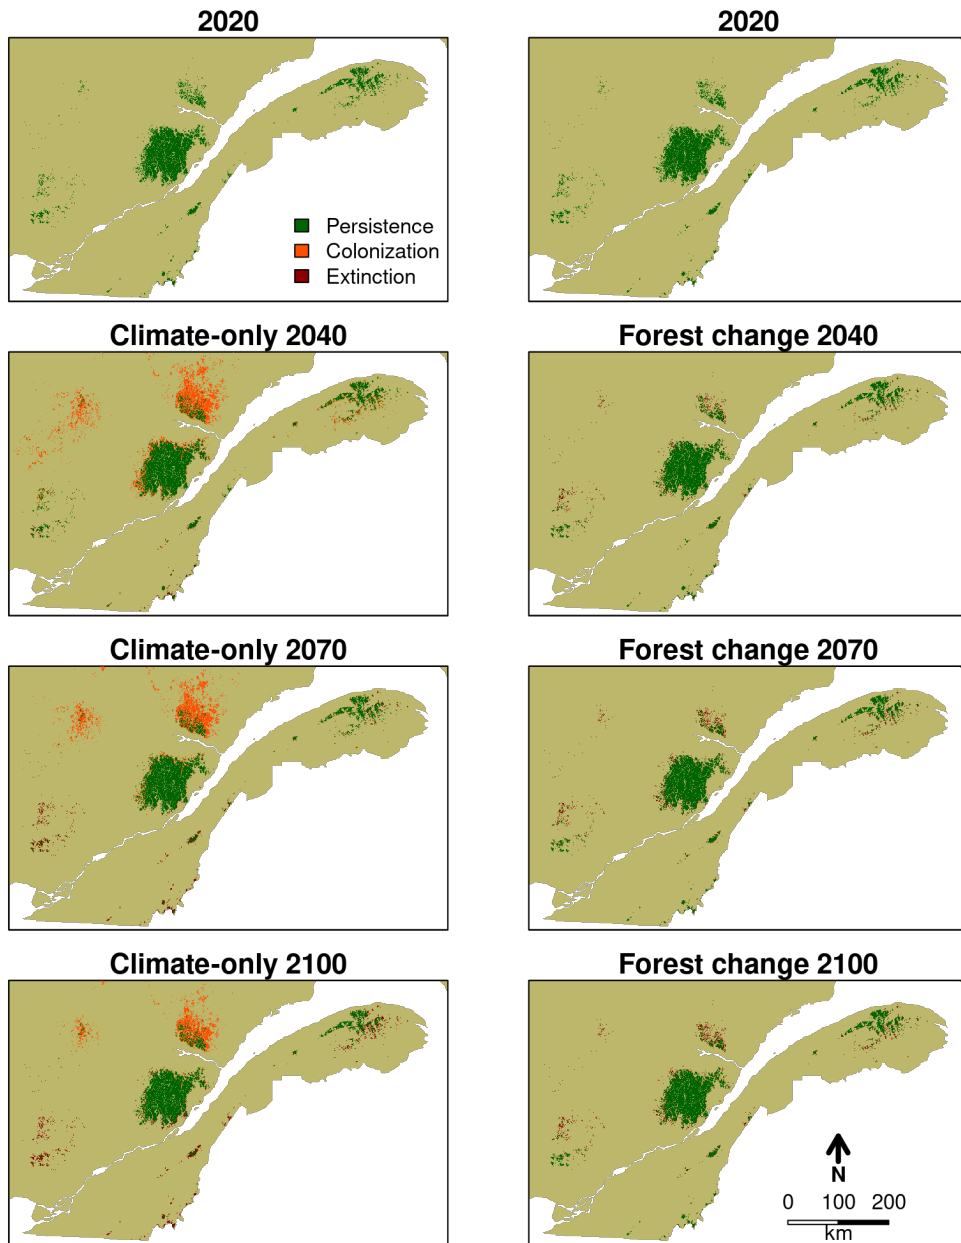 2020
2020
Persistence
Colonization
Extinction
Climate-only 2040
Forest change 2040
Climate-only 2070
Forest change 2070
Climate-only 2100
Forest change 2100
N
0 100 200
km